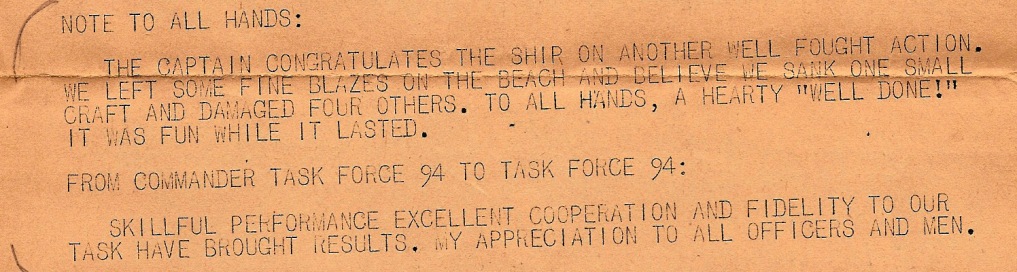 NOTE TO ALL HANDS:
THE CAPTAIN CONGRATULATES THE SHIP ON ANOTHER WELL FOUGHT ACTION.
WE LEFT SOME FINE BLAZES ON THE BEACH AND BELIEVE WE SANK ONE SMALL
CRAFT AND DAMAGED FOUR OTHERS. TO ALL HANDS, A HEARTY "WELL DONE!"
IT WAS FUN WHILE IT LASTED.
FROM COMMANDER TASK FORCE 94 TO TASK FORCE 94:
SKILLFUL PERFORMANCE EXCELLENT COOPERATION AND FIDELITY TO OUR
TASK HAVE BROUGHT RESULTS. MY APPRECIATION TO ALL OFFICERS AND MEN.